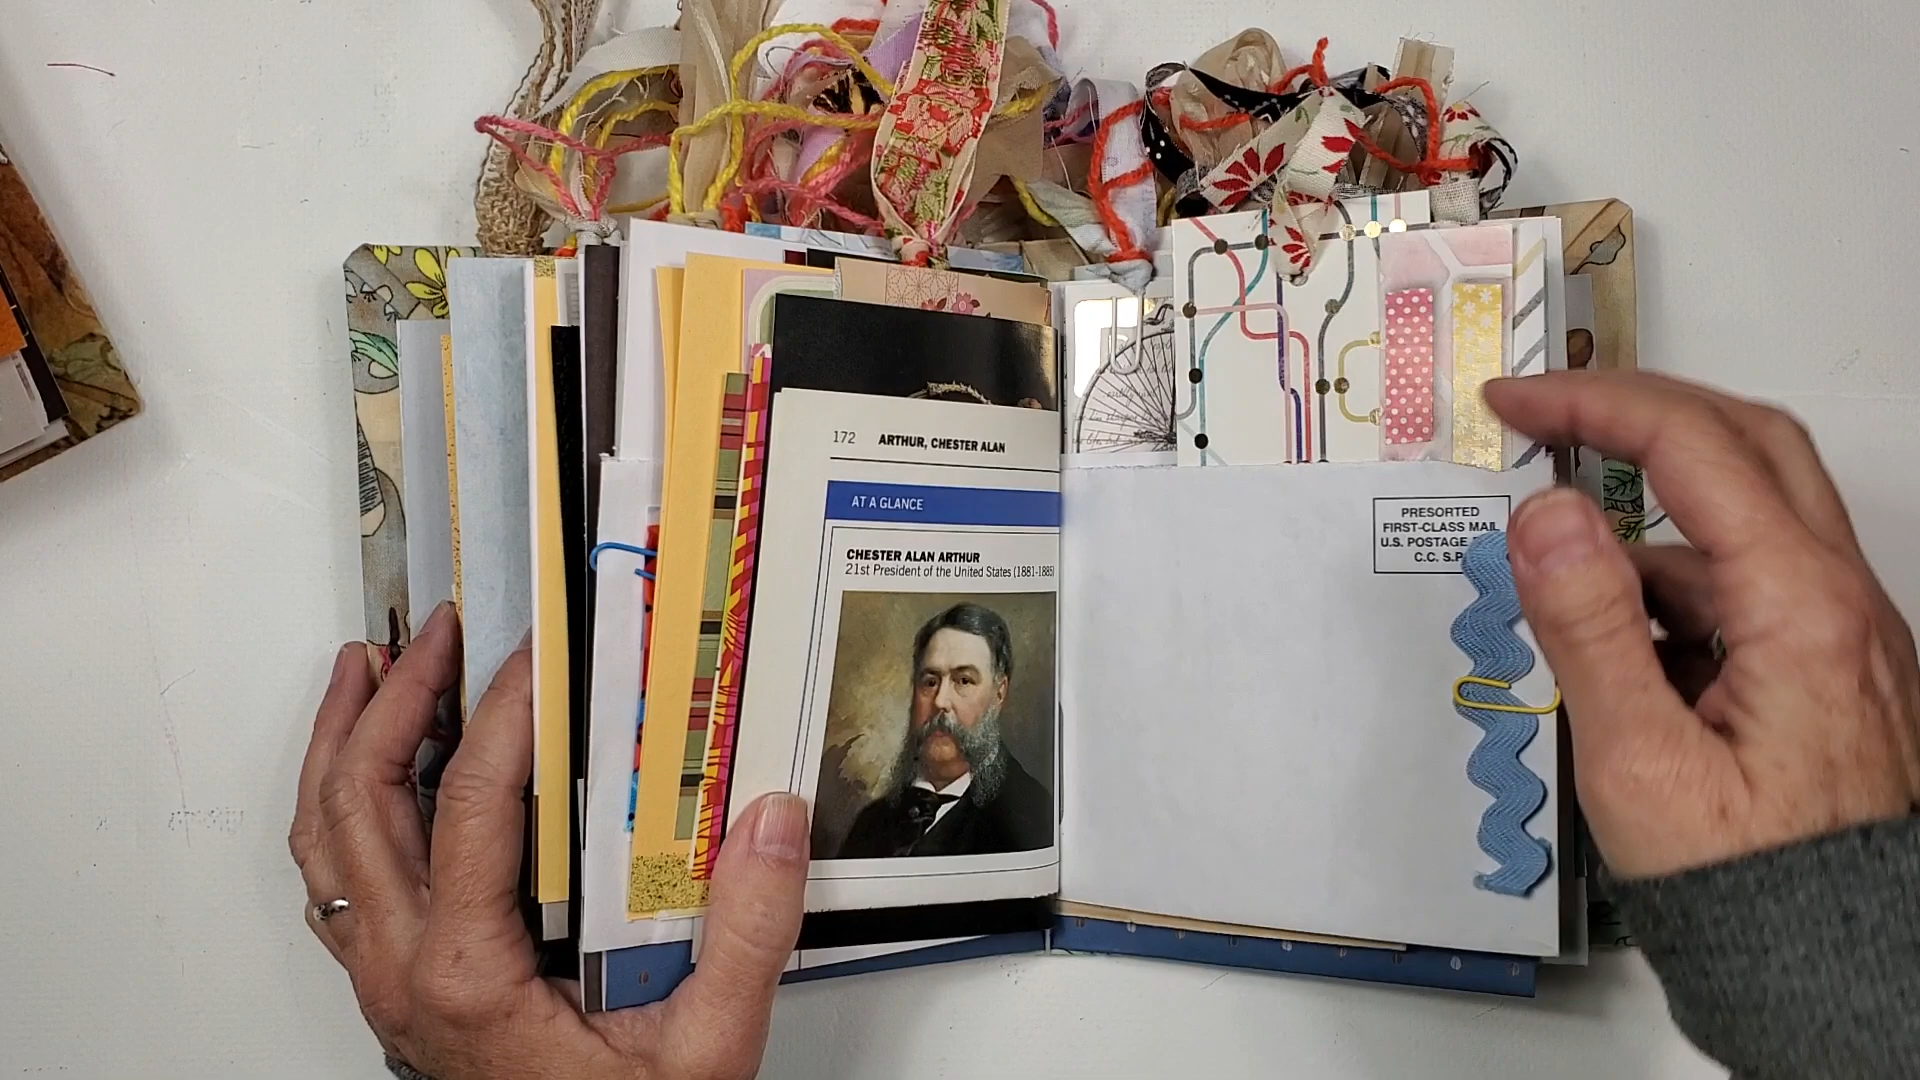 172 ARTHUR, CHESTER ALAN
AT A GLANCE
CHESTER ALAN ARTHUR
21st President of the United States (1881-1885)
PRESORTED
FIRST-CLASS MAIL
U.S. POSTAGE
C.C.